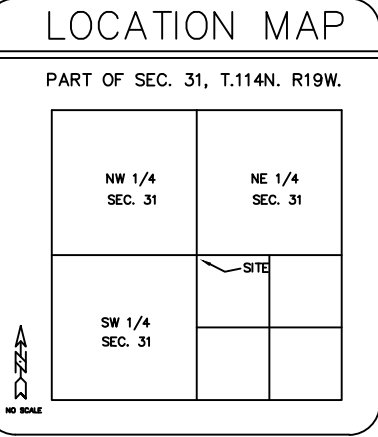 LOCATION MAP
PART OF SEC. 31, T.114N. R19W.
NW 1/4
SEC. 31
NE 1/4
SEC. 31
SITE
SW 1/4
SEC. 31
N
NO SCALE